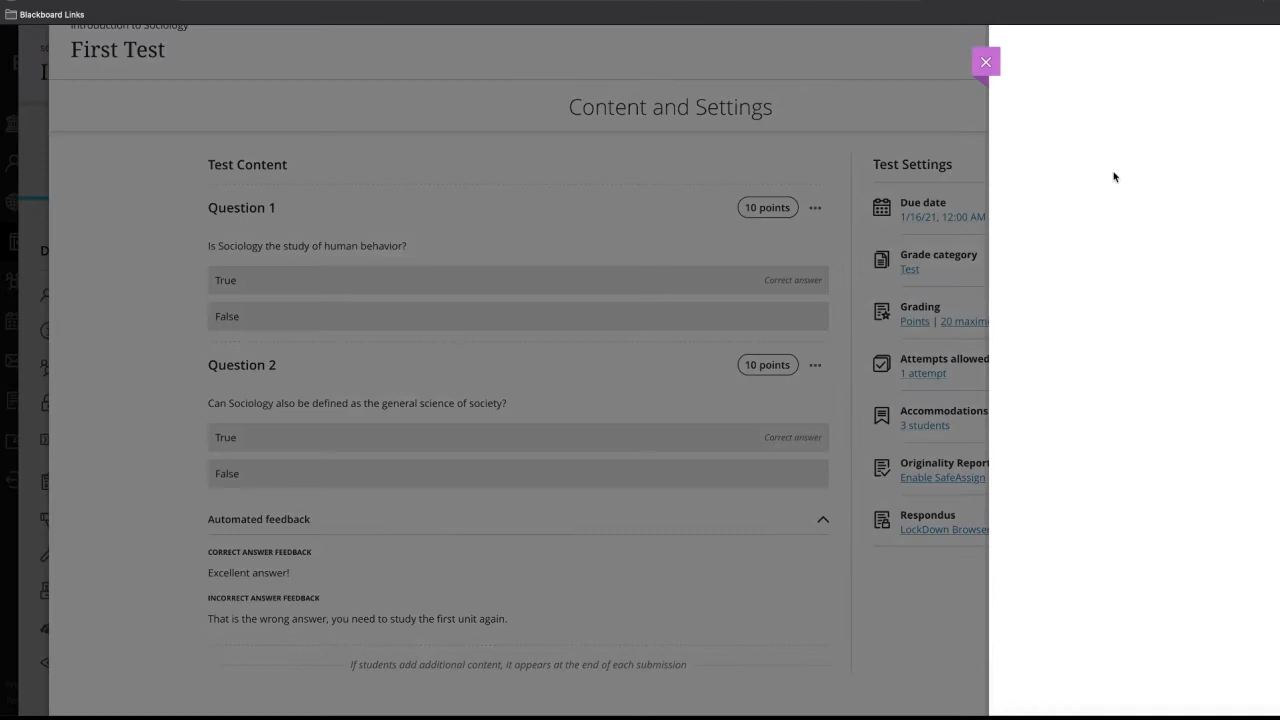 Blackboard Links
Introduction to Sociology
First Test
Content and Settings
Test Content
Question 1
10 points
Is Sociology the study of human behavior?
True
Correct answer
False
Question 2
10 points
Can Sociology also be defined as the general science of society?
True
Correct answer
False
Automated feedback
CORRECT ANSWER FEEDBACK
Excellent answer!
INCORRECT ANSWER FEEDBACK
That is the wrong answer, you need to study the first unit again.
If students add additional content, it appears at the end of each submission
Test Settings
Due date
1/16/21, 12:00 AM
Grade category
Test
Grading
Points | 20 maxim
Attempts allowed
1 attempt
Accommodations
3 students
Originality Report
Enable SafeAssign
Respondus
LockDown Browser